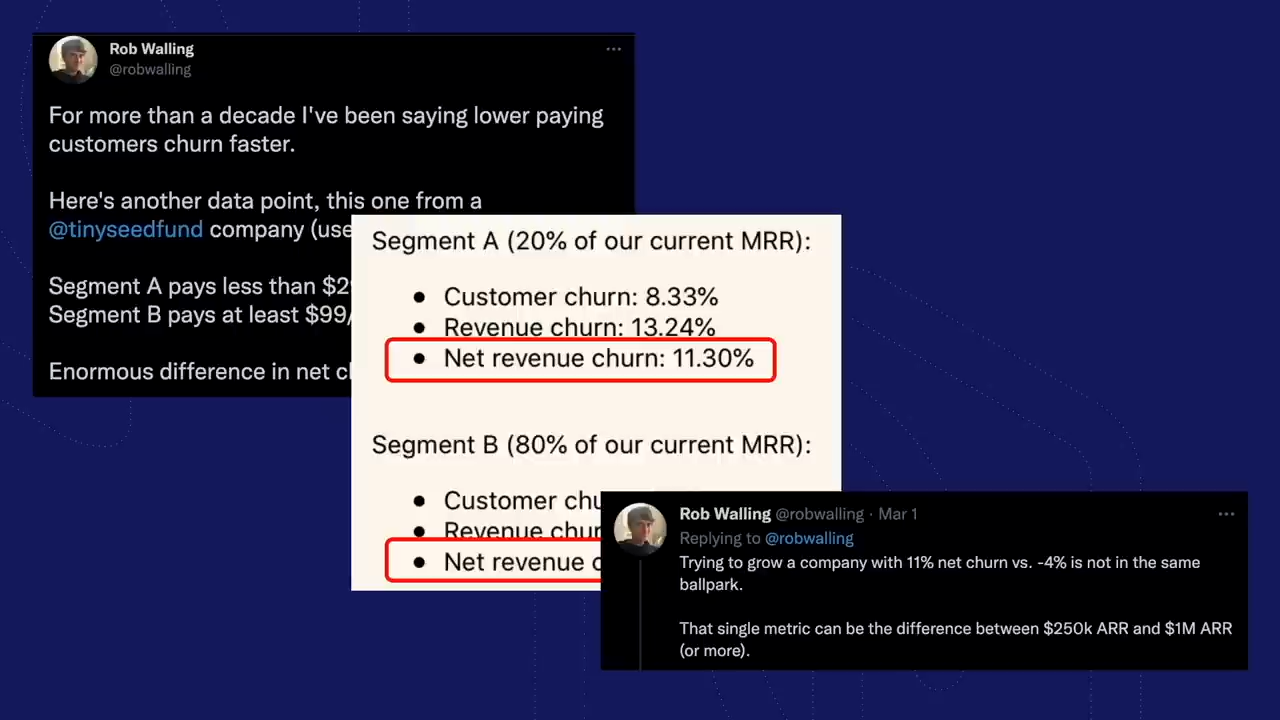 Rob Walling
@robwalling
For more than a decade I've been saying lower paying
customers churn faster.
Here's another data point, this one from a
@tinyseedfund company
Segment A pays less than
Segment B pays at least $99/
Enormous difference in net
Segment A (20% of our current MRR):
• Customer churn: 8.33%
• Revenue churn: 13.24%
• Net revenue churn: 11.30%
Segment B (80% of our current MRR):
• Customer
• Revenue
• Net revenue
Rob Walling @robwalling · Mar 1
Replying to @robwalling
Trying to grow a company with 11% net churn vs. -4% is not in the same
ballpark.
That single metric can be the difference between $250k ARR and $1M ARR
(or more).